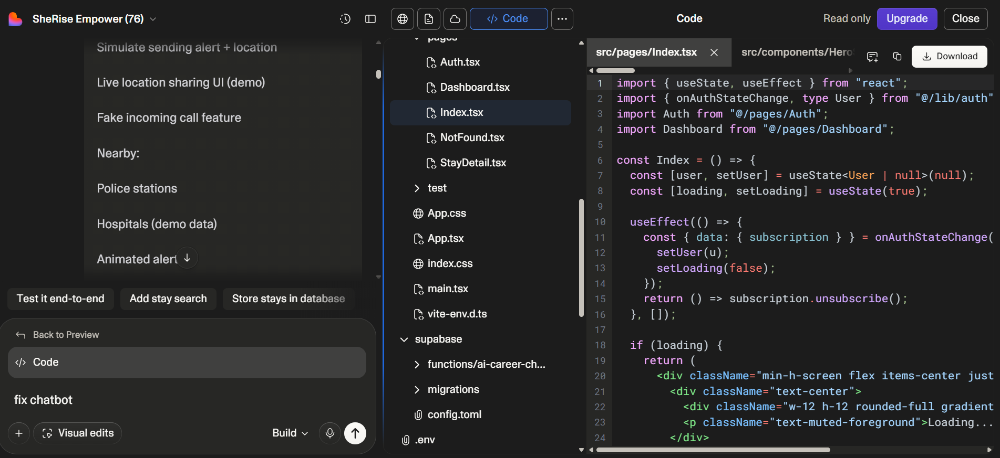 SheRise Empower (76)
Code
Code
Read only
Upgrade
Close
Simulate sending alert + location
Live location sharing UI (demo)
Fake incoming call feature
Nearby:
Police stations
Hospitals (demo data)
Animated alert
Test it end-to-end
Add stay search
Store stays in database
Back to Preview
Code
fix chatbot
Visual edits
Build
pages
Auth.tsx
Dashboard.tsx
Index.tsx
NotFound.tsx
StayDetail.tsx
test
App.css
App.tsx
index.css
main.tsx
vite-env.d.ts
supabase
functions/ai-career-ch...
migrations
config.toml
.env
src/pages/Index.tsx
src/components/Hero
Download
1 import { useState, useEffect } from "react";
2 import { onAuthStateChange, type User } from "@/lib/auth"
3 import Auth from "@/pages/Auth";
4 import Dashboard from "@/pages/Dashboard";
5
6 const Index = () => {
7 const [user, setUser] = useState<User | null>(null);
8 const [loading, setLoading] = useState(true);
9
10 useEffect(() => {
11 const { data: { subscription } } = onAuthStateChange(
12 setUser(u);
13 setLoading(false);
14 });
15 return () => subscription.unsubscribe();
16 }, []);
17
18 if (loading) {
19 return (
20 <div className="min-h-screen flex items-center just
21 <div className="text-center">
22 <div className="w-12 h-12 rounded-full gradient
23 <p className="text-muted-foreground">Loading...
24 </div>